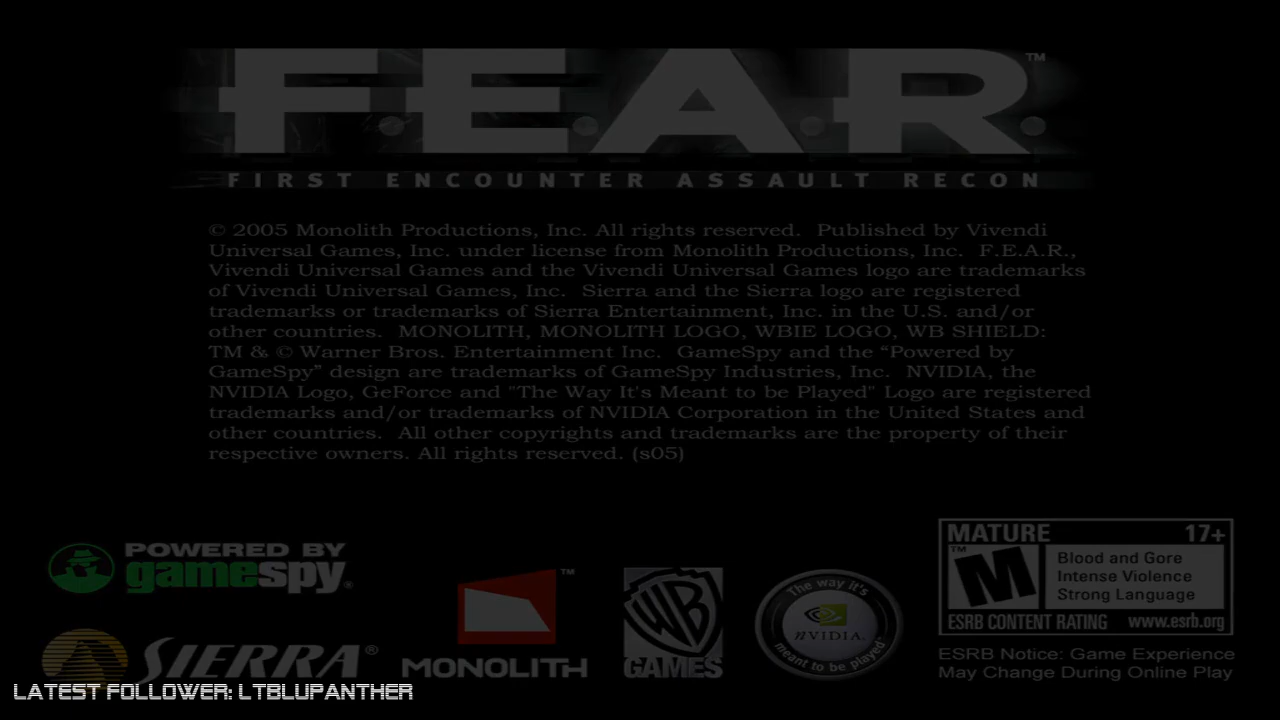 F.E.A.R.™
FIRST ENCOUNTER ASSAULT RECON
© 2005 Monolith Productions, Inc. All rights reserved.  Published by Vivendi
Universal Games, Inc. under license from Monolith Productions, Inc.  F.E.A.R.,
Vivendi Universal Games and the Vivendi Universal Games logo are trademarks
of Vivendi Universal Games, Inc.  Sierra and the Sierra logo are registered
trademarks or trademarks of Sierra Entertainment, Inc. in the U.S. and/or
other countries.  MONOLITH, MONOLITH LOGO, WBIE LOGO, WB SHIELD:
TM & © Warner Bros. Entertainment Inc.  GameSpy and the “Powered by
GameSpy” design are trademarks of GameSpy Industries, Inc.  NVIDIA, the
NVIDIA Logo, GeForce and "The Way It's Meant to be Played" Logo are registered
trademarks and/or trademarks of NVIDIA Corporation in the United States and
other countries.  All other copyrights and trademarks are the property of their
respective owners. All rights reserved. (s05)
POWERED BY
gamespy®
SIERRA®
MONOLITH™
WB
GAMES
The way it's
nVIDIA
meant to be played
MATURE 17+
M™
Blood and Gore
Intense Violence
Strong Language
ESRB CONTENT RATING www.esrb.org
ESRB Notice: Game Experience
May Change During Online Play
LATEST FOLLOWER: LTBLUPANTHER